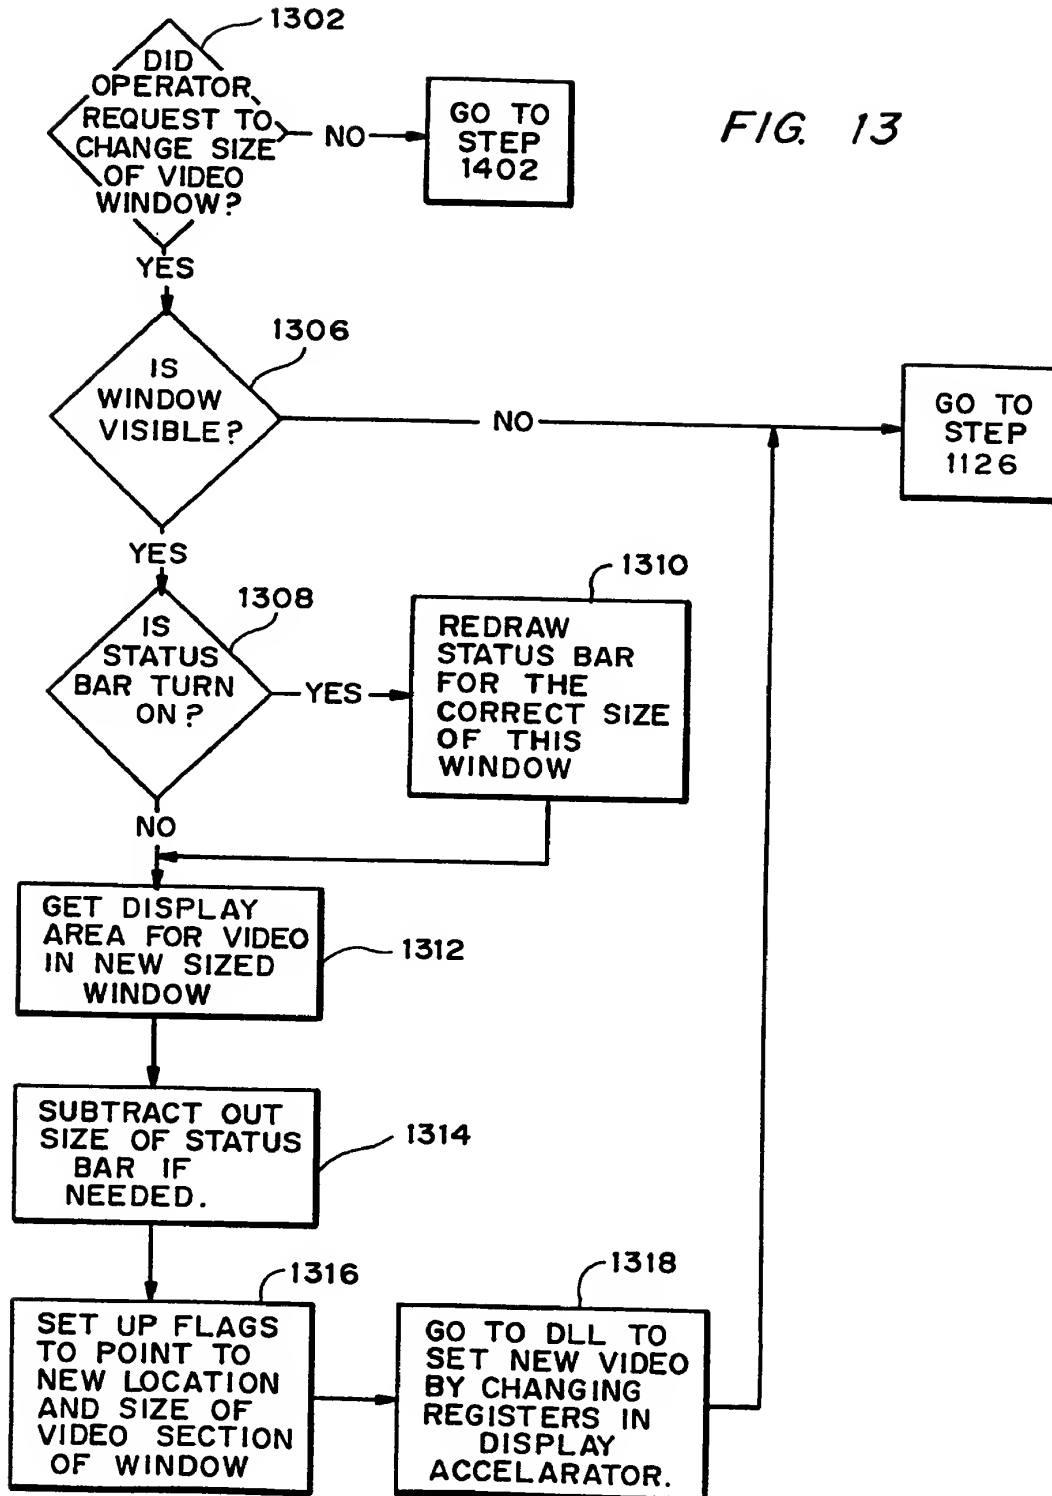 1302
DID
OPERATOR
REQUEST TO
CHANGE SIZE
OF VIDEO
WINDOW?
NO
GO TO
STEP
1402
FIG. 13
YES
1306
IS
WINDOW
VISIBLE?
NO
GO TO
STEP
1126
YES
1308
IS
STATUS
BAR TURN
ON?
YES
1310
REDRAW
STATUS BAR
FOR THE
CORRECT SIZE
OF THIS
WINDOW
NO
GET DISPLAY
AREA FOR VIDEO
IN NEW SIZED
WINDOW
1312
SUBTRACT OUT
SIZE OF STATUS
BAR IF
NEEDED.
1314
1316
SET UP FLAGS
TO POINT TO
NEW LOCATION
AND SIZE OF
VIDEO SECTION
OF WINDOW
1318
GO TO DLL TO
SET NEW VIDEO
BY CHANGING
REGISTERS IN
DISPLAY
ACCELARATOR.